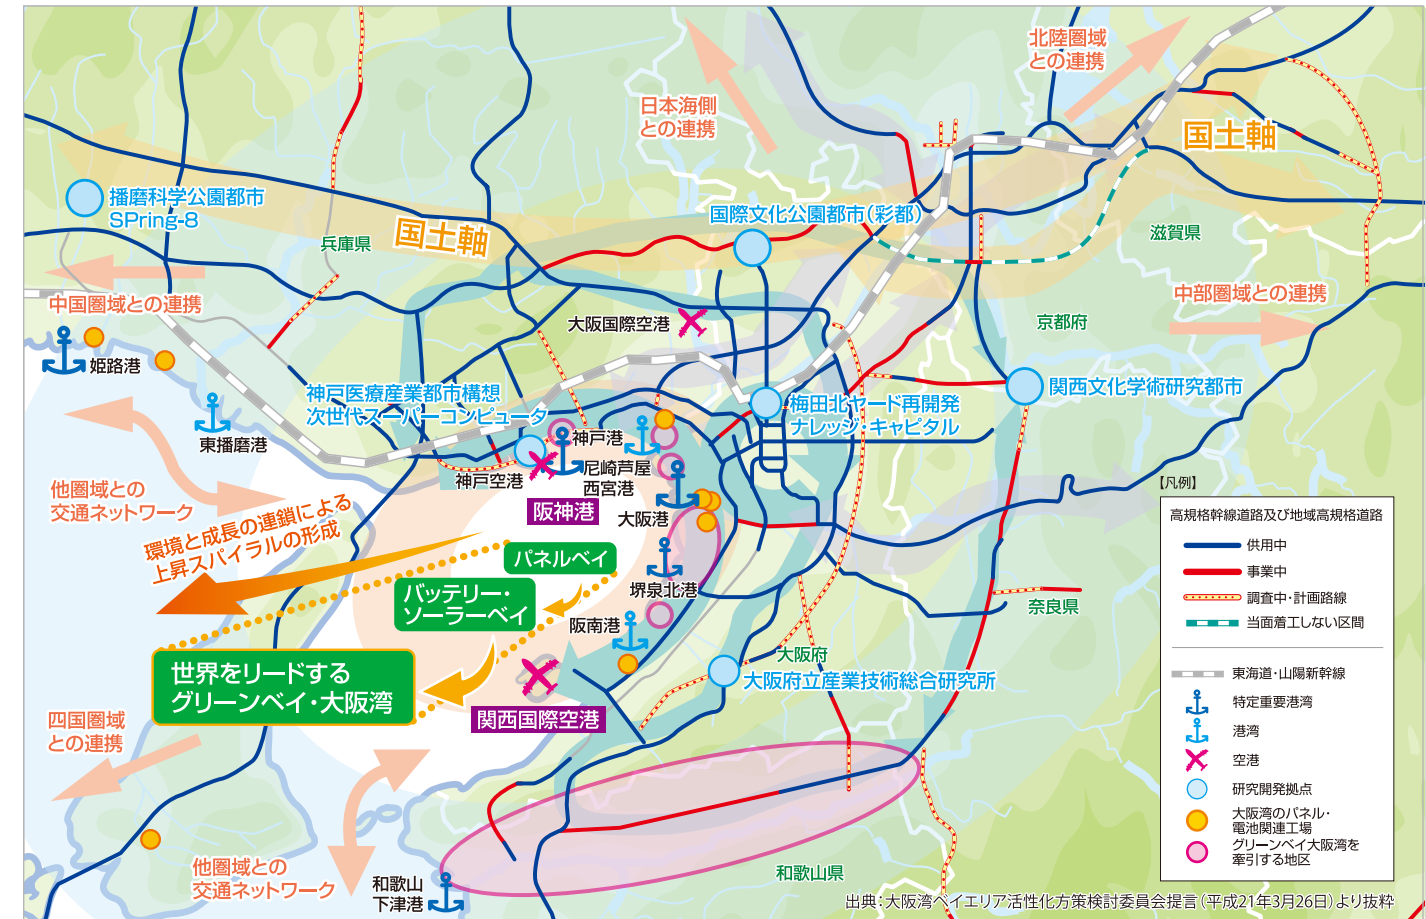 北陸圏域
との連携
日本海側
との連携
国土軸
播磨科学公園都市
SPring-8
国際文化公園都市（彩都）
国土軸
兵庫県
滋賀県
中国圏域との連携
中部圏域との連携
大阪国際空港
京都府
姫路港
神戸医療産業都市構想
次世代スーパーコンピュータ
関西文化学術研究都市
梅田北ヤード再開発
ナレッジ・キャピタル
東播磨港
神戸港
尼崎芦屋
西宮港
神戸空港
他圏域との
交通ネットワーク
阪神港
大阪港
環境と成長の連鎖による
上昇スパイラルの形成
パネルベイ
バッテリー・
ソーラーベイ
堺泉北港
阪南港
奈良県
大阪府
世界をリードする
グリーンベイ・大阪湾
大阪府立産業技術総合研究所
関西国際空港
四国圏域
との連携
他圏域との
交通ネットワーク
和歌山
下津港
和歌山県
【凡例】
高規格幹線道路及び地域高規格道路
供用中
事業中
調査中・計画路線
当面着工しない区間
東海道・山陽新幹線
特定重要港湾
港湾
空港
研究開発拠点
大阪湾のパネル・
電池関連工場
グリーンベイ大阪湾を
牽引する地区
出典：大阪湾ベイエリア活性化方策検討委員会提言（平成21年3月26日）より抜粋